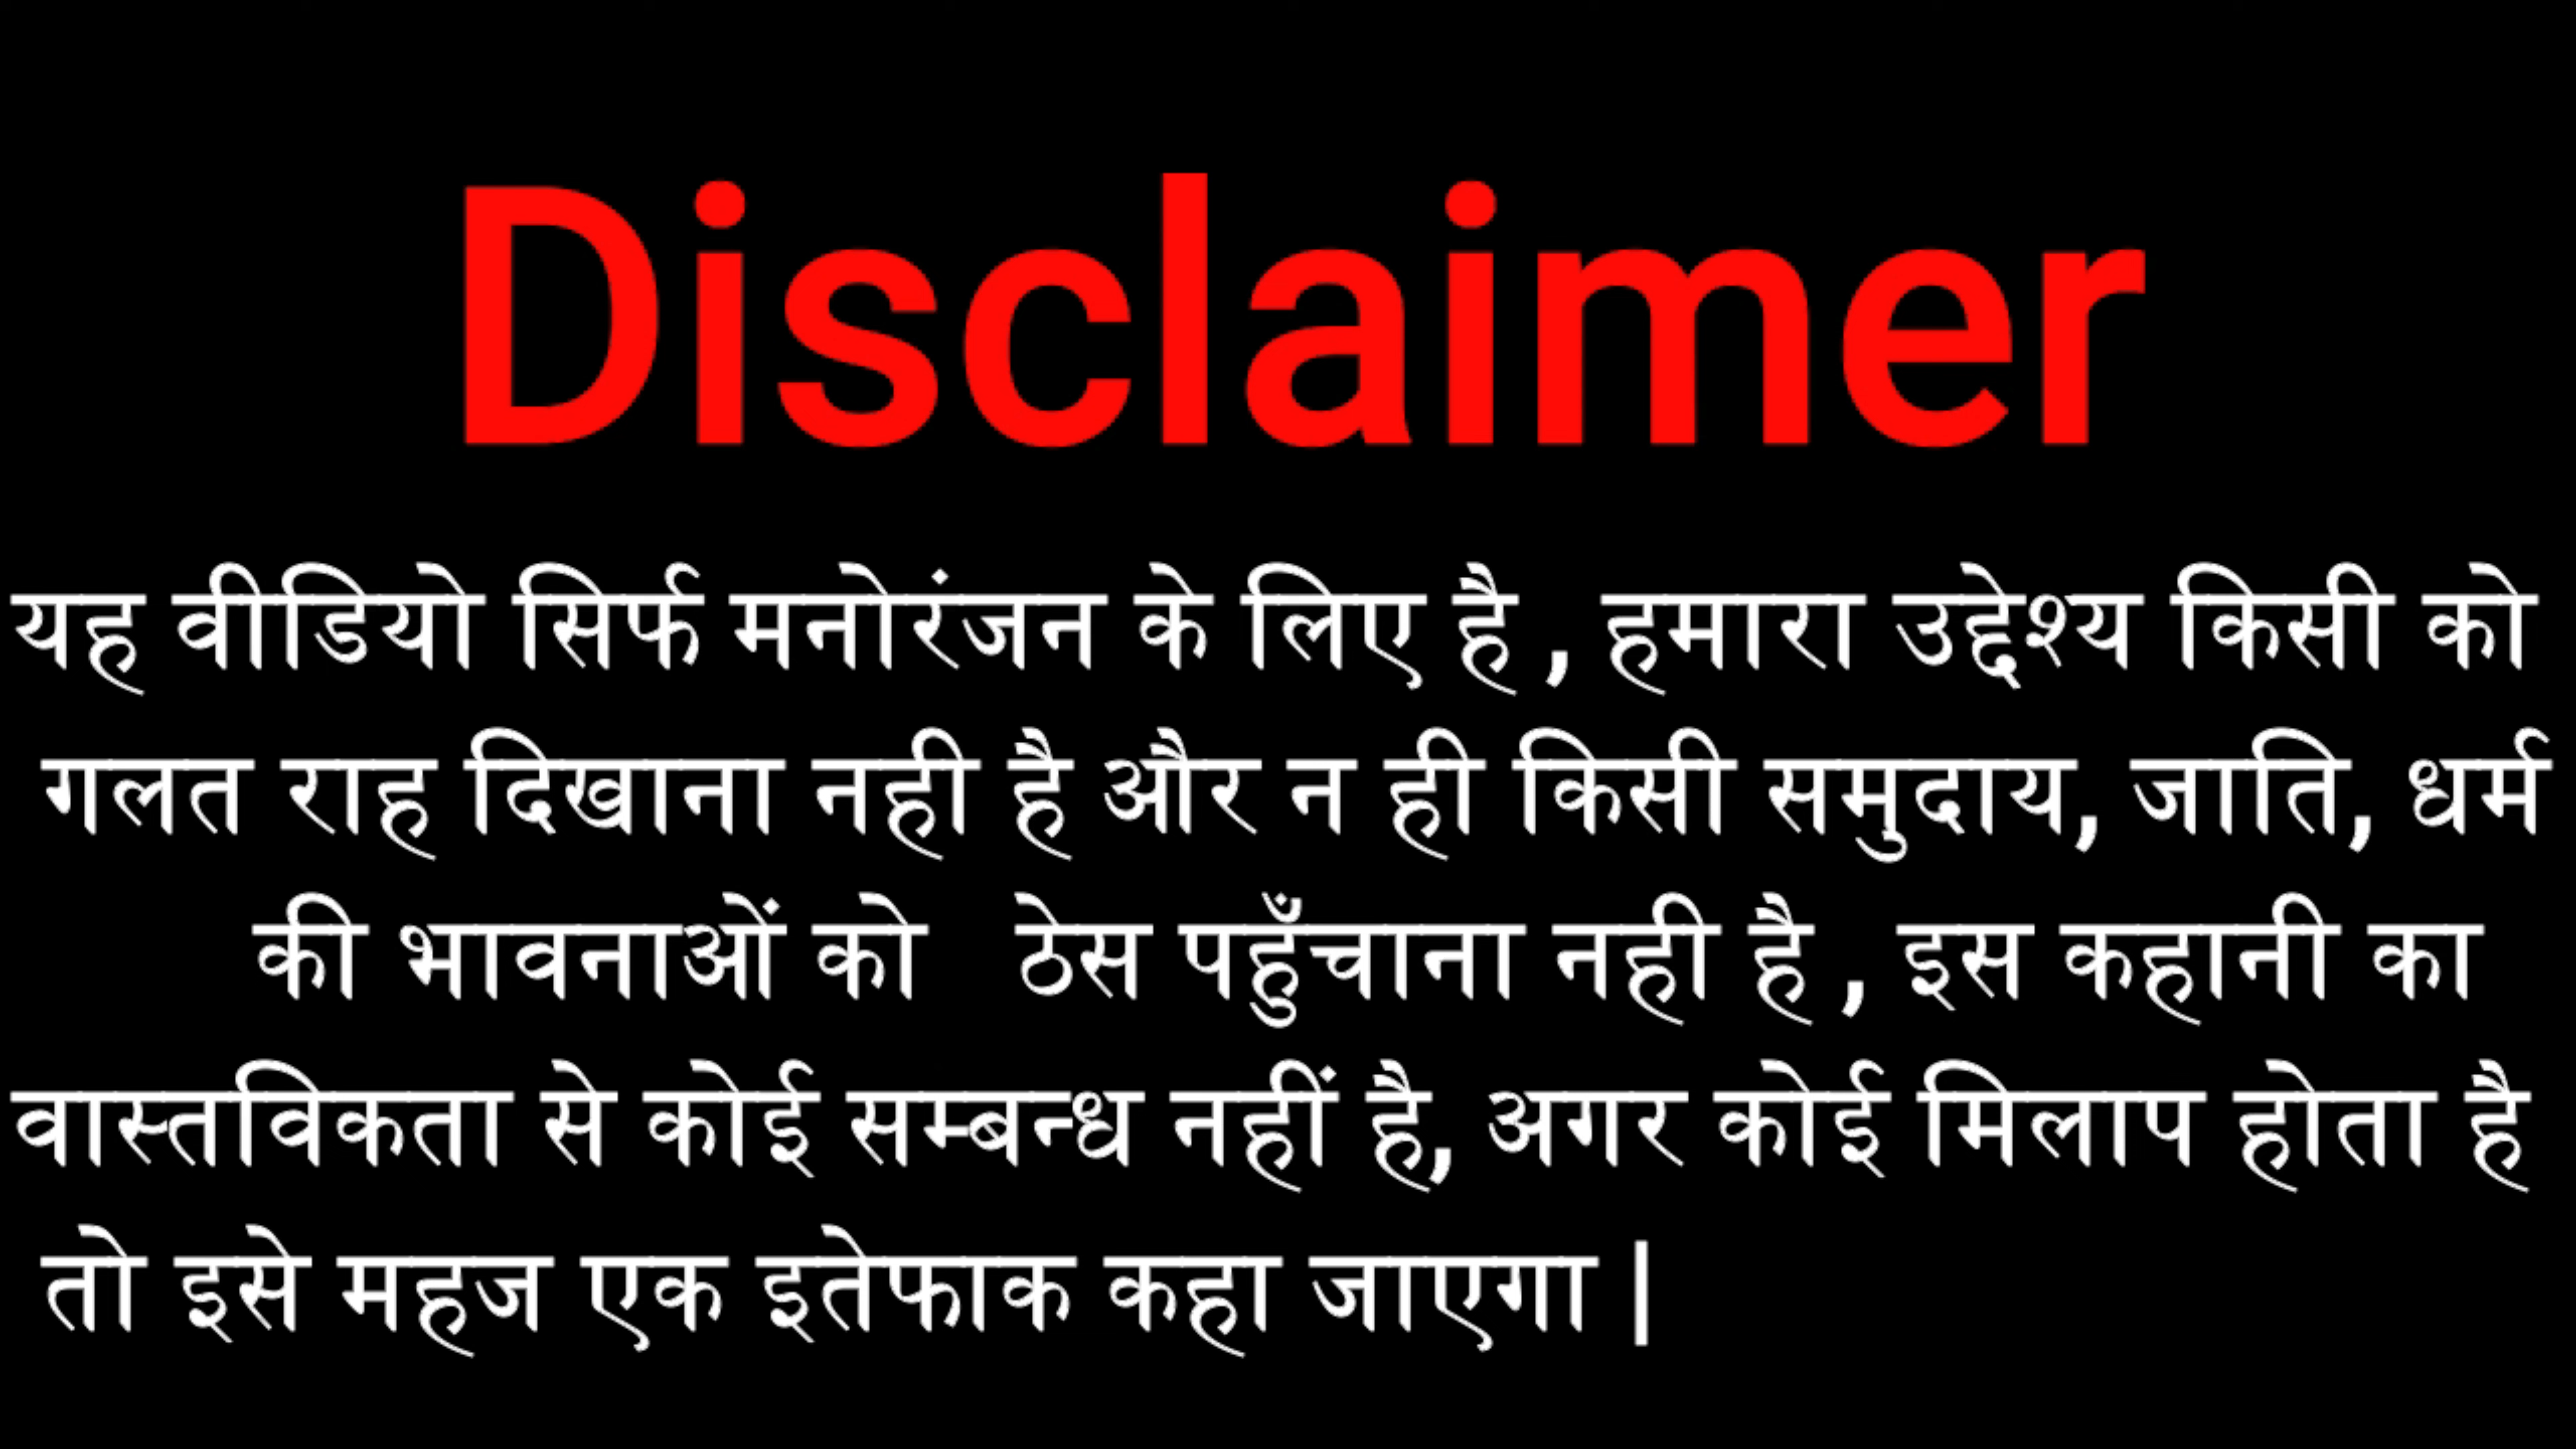 Disclaimer
यह वीडियो सिर्फ मनोरंजन के लिए है , हमारा उद्देश्य किसी को
गलत राह दिखाना नही है और न ही किसी समुदाय, जाति, धर्म
की भावनाओं को ठेस पहुँचाना नही है , इस कहानी का
वास्तविकता से कोई सम्बन्ध नहीं है, अगर कोई मिलाप होता है
तो इसे महज एक इतेफाक कहा जाएगा |